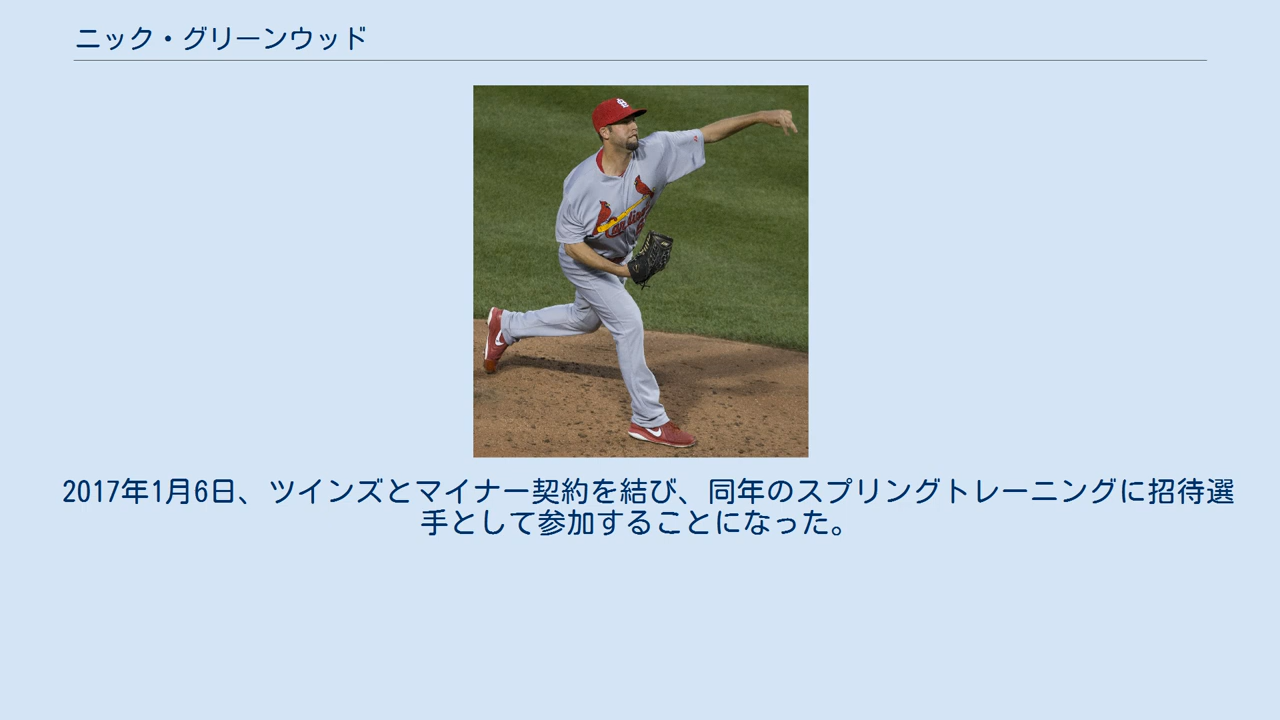 ニック・グリーンウッド
2017年1月6日、ツインズとマイナー契約を結び、同年のスプリングトレーニングに招待選
手として参加することになった。